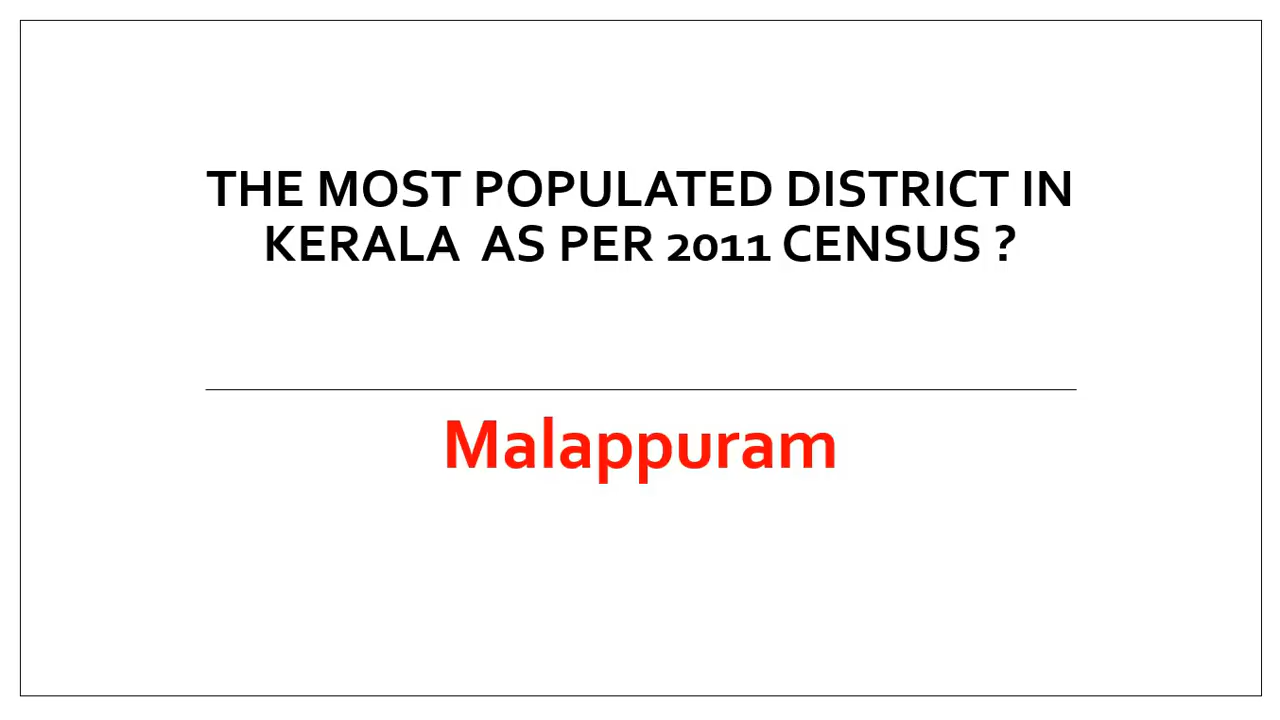 THE MOST POPULATED DISTRICT IN
KERALA  AS PER 2011 CENSUS ?
Malappuram